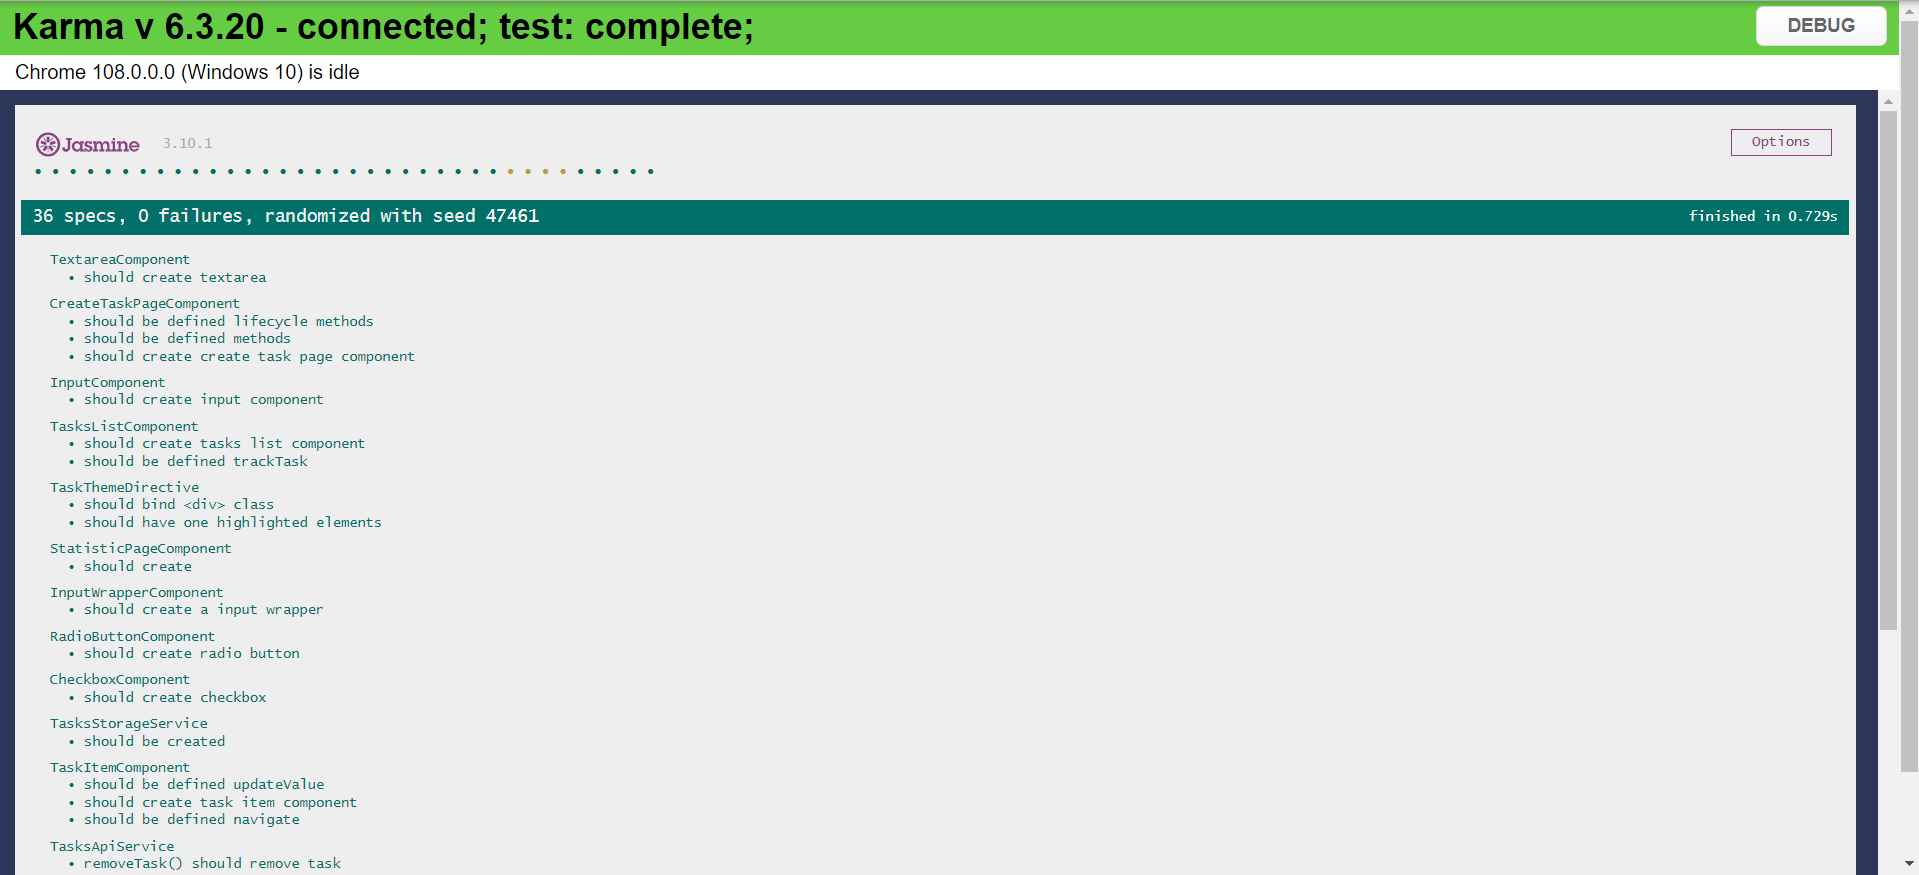 Karma v 6.3.20 - connected; test: complete;
DEBUG
Chrome 108.0.0.0 (Windows 10) is idle
Jasmine 3.10.1
Options
36 specs, 0 failures, randomized with seed 47461
finished in 0.729s
TextareaComponent
• should create textarea
CreateTaskPageComponent
• should be defined lifecycle methods
• should be defined methods
• should create create task page component
InputComponent
• should create input component
TasksListComponent
• should create tasks list component
• should be defined trackTask
TaskThemeDirective
• should bind <div> class
• should have one highlighted elements
StatisticPageComponent
• should create
InputWrapperComponent
• should create a input wrapper
RadioButtonComponent
• should create radio button
CheckboxComponent
• should create checkbox
TasksStorageService
• should be created
TaskItemComponent
• should be defined updateValue
• should create task item component
• should be defined navigate
TasksApiService
• removeTask() should remove task